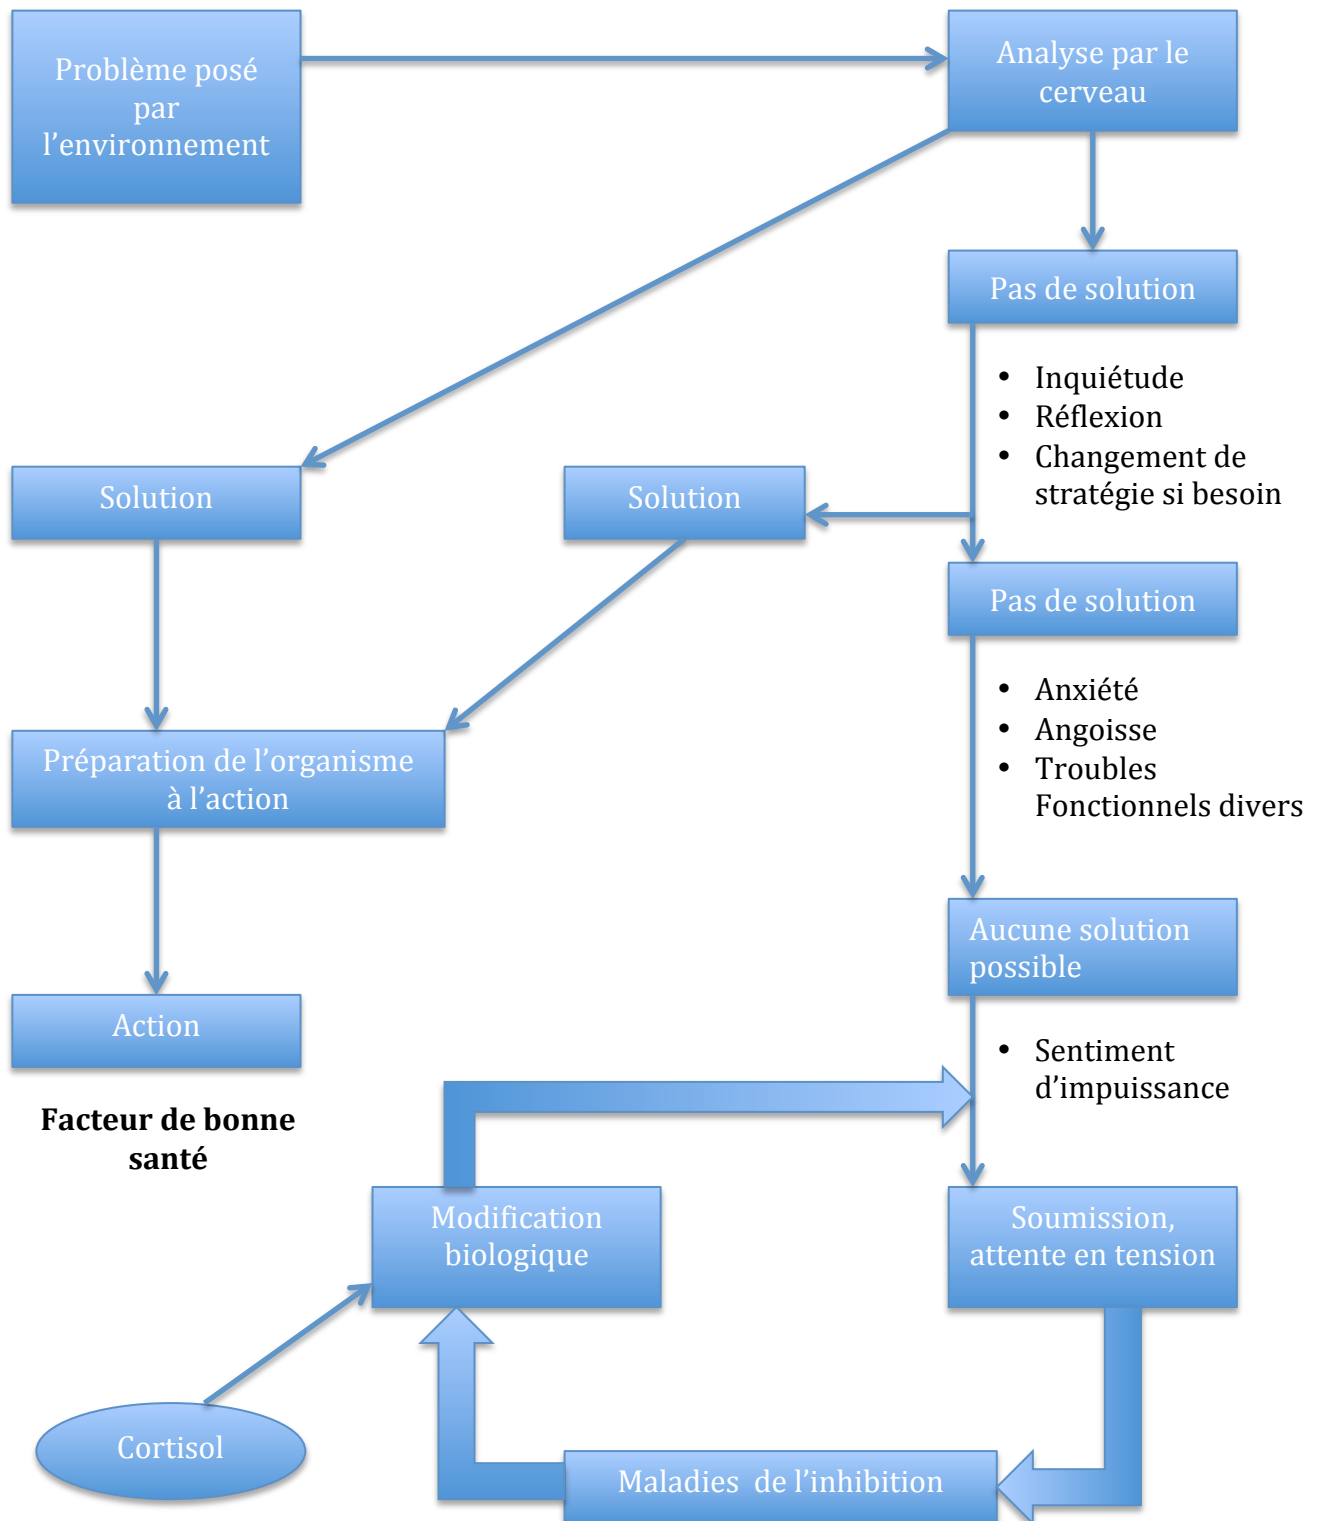 Problème posé
par
l’environnement
Analyse par le
cerveau
Pas de solution
• Inquiétude
• Réflexion
• Changement de
stratégie si besoin
Solution
Solution
Pas de solution
• Anxiété
• Angoisse
• Troubles
Fonctionnels divers
Préparation de l’organisme
à l’action
Aucune solution
possible
Action
• Sentiment
d’impuissance
Facteur de bonne
santé
Modification
biologique
Soumission,
attente en tension
Cortisol
Maladies de l’inhibition